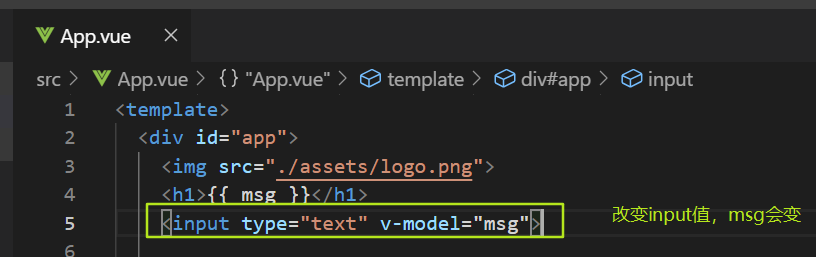 App.vue
src > App.vue > {} "App.vue" > template > div#app > input
1 <template>
2 <div id="app">
3 <img src="./assets/logo.png">
4 <h1>{{ msg }}</h1>
5 <input type="text" v-model="msg"> 改变input值，msg会变
6